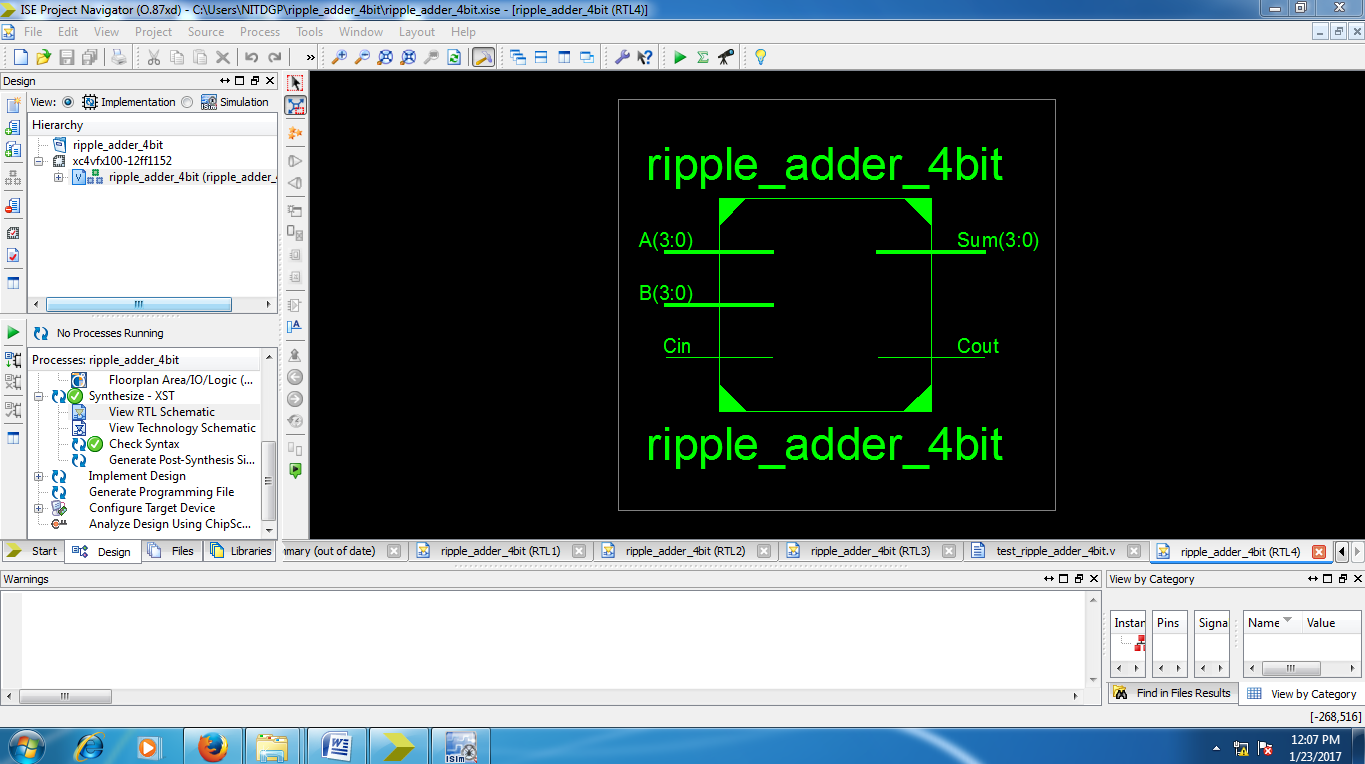 ISE Project Navigator (O.87xd) - C:\Users\NITDGP\ripple_adder_4bit\ripple_adder_4bit.xise - [ripple_adder_4bit (RTL4)]
File Edit View Project Source Process Tools Window Layout Help
»
Design
View: Implementation Simulation
Hierarchy
ripple_adder_4bit
xc4vfx100-12ff1152
ripple_adder_4bit (ripple_adder_
No Processes Running
Processes: ripple_adder_4bit
Floorplan Area/IO/Logic (...
Synthesize - XST
View RTL Schematic
View Technology Schematic
Check Syntax
Generate Post-Synthesis Si...
Implement Design
Generate Programming File
Configure Target Device
Analyze Design Using ChipSc...
Start Design Files Libraries
ripple_adder_4bit
A(3:0) Sum(3:0)
B(3:0)
Cin Cout
ripple_adder_4bit
mmary (out of date) ripple_adder_4bit (RTL1) ripple_adder_4bit (RTL2) ripple_adder_4bit (RTL3) test_ripple_adder_4bit.v ripple_adder_4bit (RTL4)
Warnings
View by Category
Instan Pins Signa Name Value
Find in Files Results View by Category
[-268,516]
12:07 PM
1/23/2017